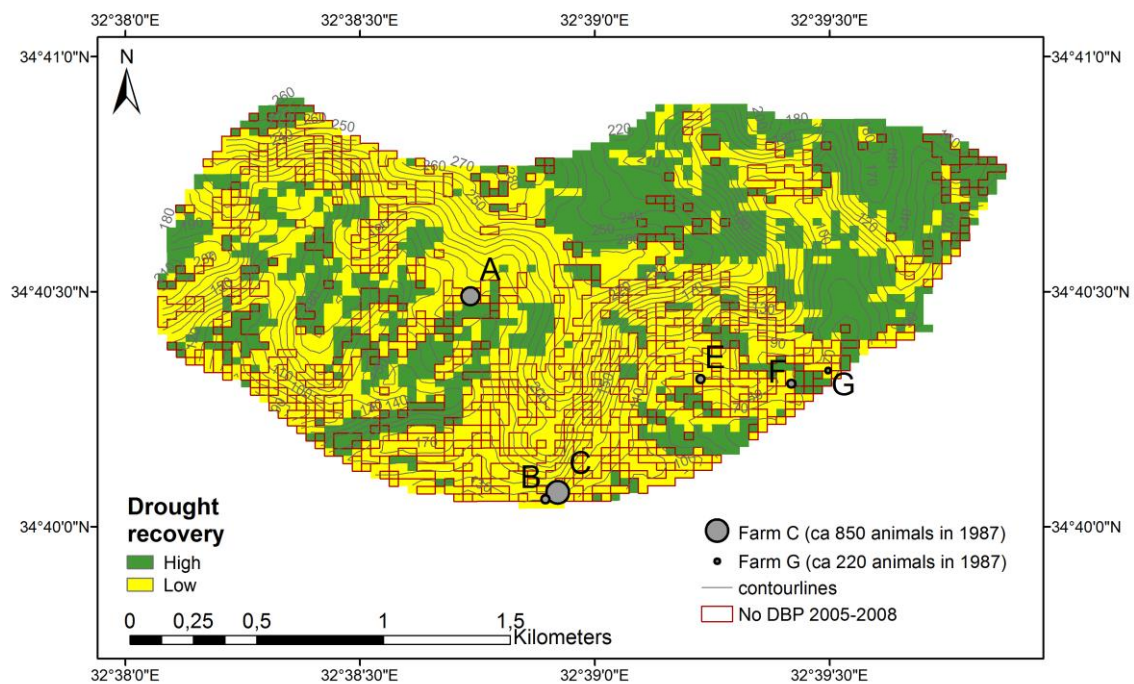 32°38'0"E 32°38'30"E 32°39'0"E 32°39'30"E
34°41'0"N 34°41'0"N
N
260
260
250
220
180
270
260
180
170
A
34°40'30"N 34°40'30"N
90
E
F
G
140
170
B C
Drought
recovery
High
Low
Farm C (ca 850 animals in 1987)
Farm G (ca 220 animals in 1987)
contourlines
No DBP 2005-2008
34°40'0"N 34°40'0"N
0 0,25 0,5 1 1,5
Kilometers
32°38'0"E 32°38'30"E 32°39'0"E 32°39'30"E